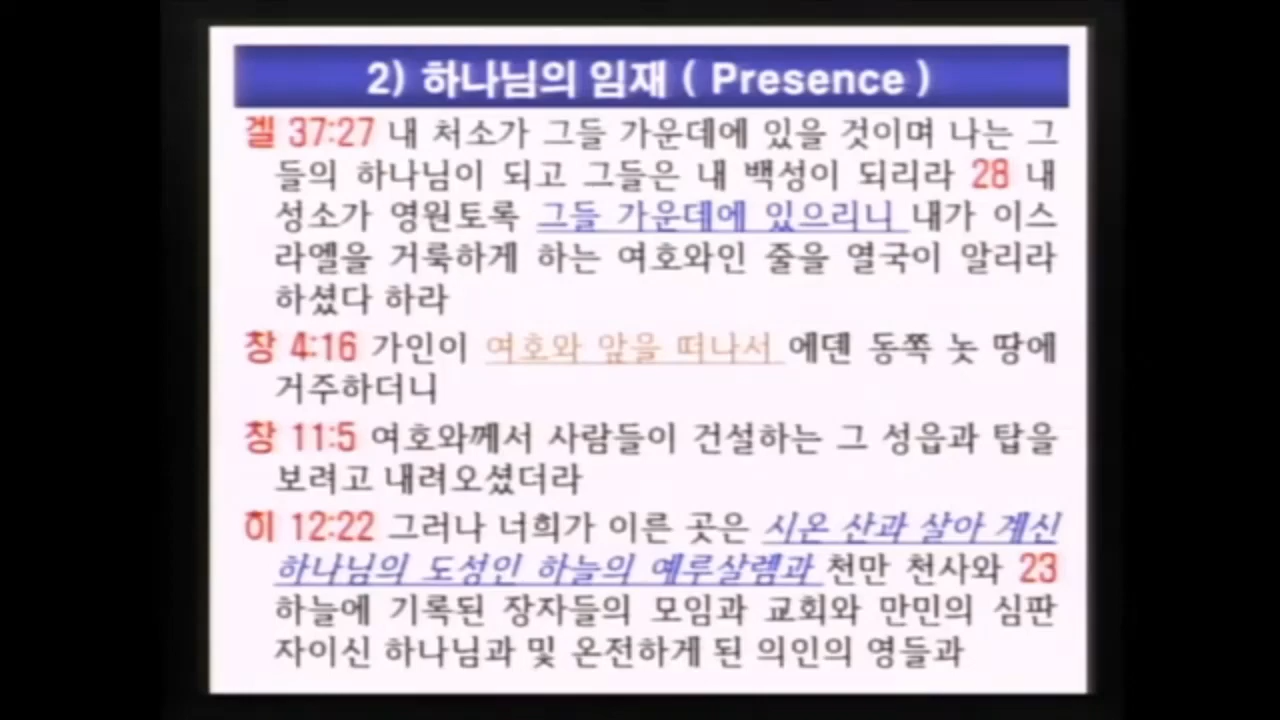 2) 하나님의 임재 ( Presence )
겔 37:27 내 처소가 그들 가운데에 있을 것이며 나는 그
들의 하나님이 되고 그들은 내 백성이 되리라 28 내
성소가 영원토록 그들 가운데에 있으리니 내가 이스
라엘을 거룩하게 하는 여호와인 줄을 열국이 알리라
하셨다 하라
창 4:16 가인이 여호와 앞을 떠나서 에덴 동쪽 놋 땅에
거주하더니
창 11:5 여호와께서 사람들이 건설하는 그 성읍과 탑을
보려고 내려오셨더라
히 12:22 그러나 너희가 이른 곳은 시온 산과 살아 계신
하나님의 도성인 하늘의 예루살렘과 천만 천사와 23
하늘에 기록된 장자들의 모임과 교회와 만민의 심판
자이신 하나님과 및 온전하게 된 의인의 영들과